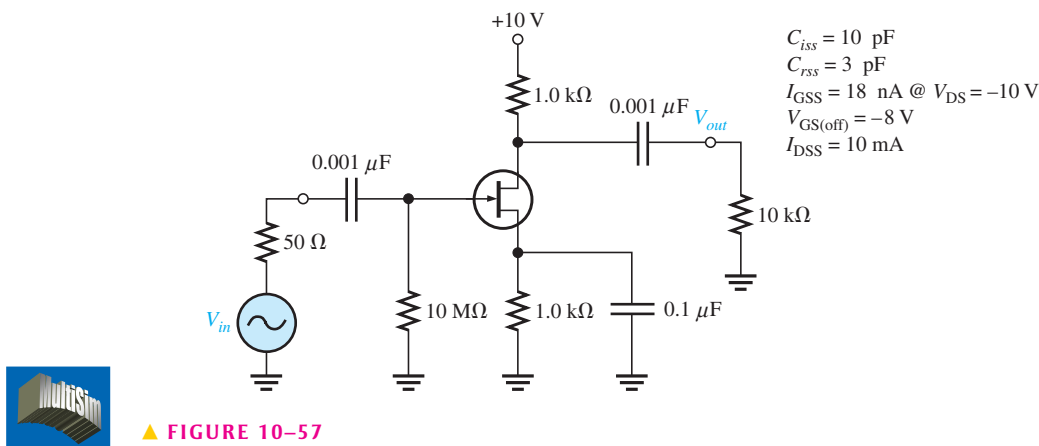 +10 V
1.0 kΩ
0.001 μF
V_out
C_iss = 10 pF
C_rss = 3 pF
I_GSS = 18 nA @ V_DS = –10 V
V_GS(off) = –8 V
I_DSS = 10 mA
0.001 μF
50 Ω
10 kΩ
V_in
10 MΩ
1.0 kΩ
0.1 μF
MultiSim
▲ FIGURE 10–57